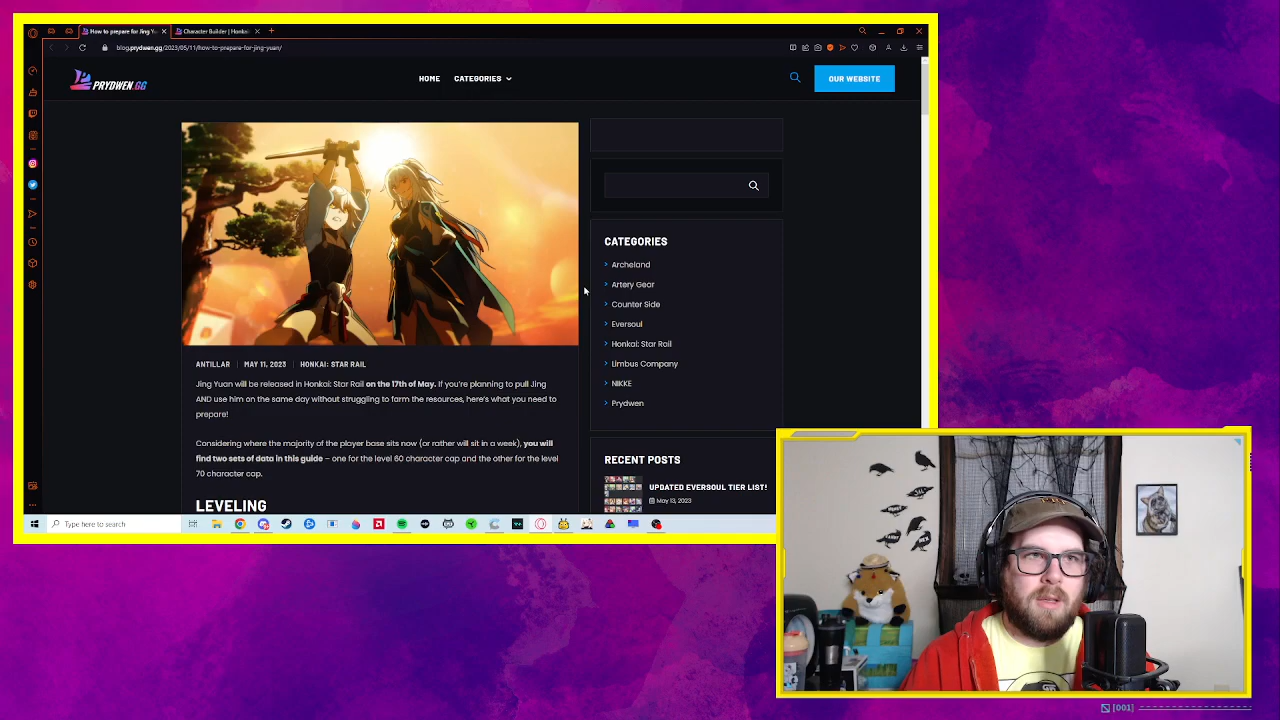 How to prepare for Jing Y
Character Builder | Honkai
blog.prydwen.gg/2023/05/11/how-to-prepare-for-jing-yuan/
PRYDWEN.GG
HOME
CATEGORIES
OUR WEBSITE
ANTILLAR
MAY 11, 2023
HONKAI: STAR RAIL
Jing Yuan will be released in Honkai: Star Rail on the 17th of May. If you're planning to pull Jing
AND use him on the same day without struggling to farm the resources, here's what you need to
prepare!
Considering where the majority of the player base sits now (or rather will sit in a week), you will
find two sets of data in this guide – one for the level 60 character cap and the other for the level
70 character cap.
LEVELING
CATEGORIES
Archeland
Artery Gear
Counter Side
Eversoul
Honkai: Star Rail
Limbus Company
NIKKE
Prydwen
RECENT POSTS
UPDATED EVERSOUL TIER LIST!
May 13, 2023
Type here to search
[001]